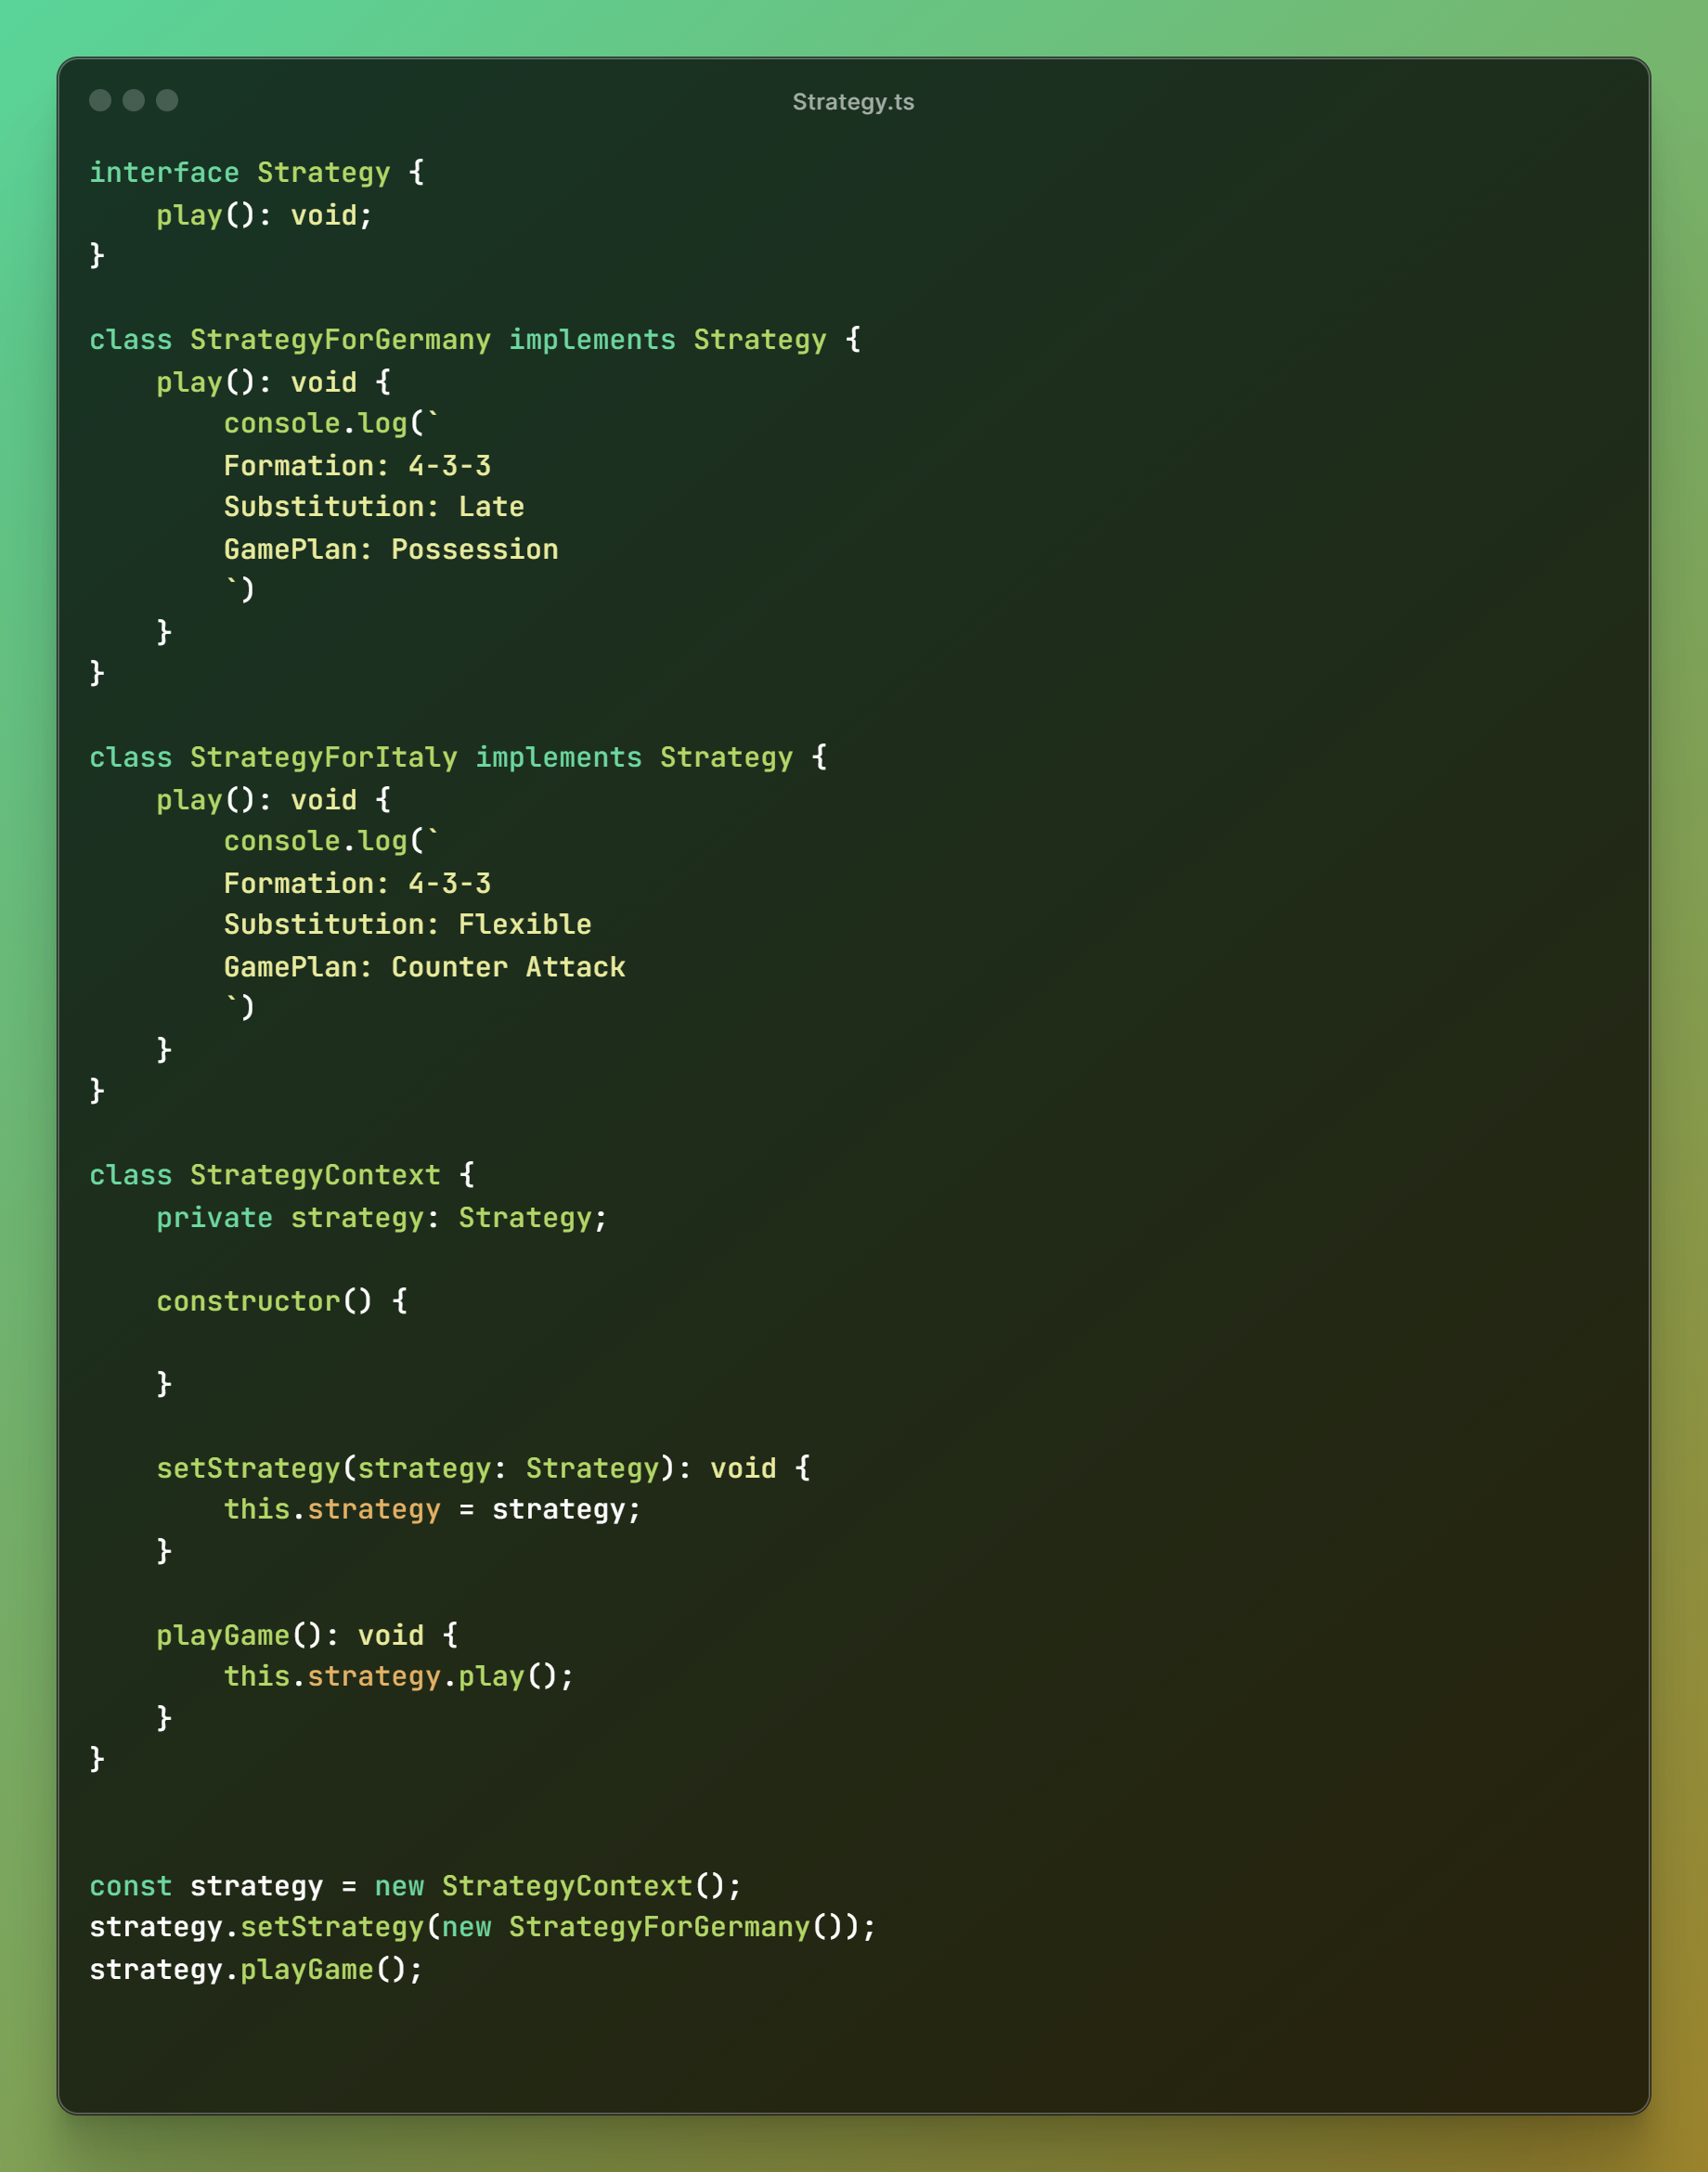 Strategy.ts
interface Strategy {
    play(): void;
}

class StrategyForGermany implements Strategy {
    play(): void {
        console.log(`
        Formation: 4-3-3
        Substitution: Late
        GamePlan: Possession
        `)
    }
}

class StrategyForItaly implements Strategy {
    play(): void {
        console.log(`
        Formation: 4-3-3
        Substitution: Flexible
        GamePlan: Counter Attack
        `)
    }
}

class StrategyContext {
    private strategy: Strategy;

    constructor() {

    }

    setStrategy(strategy: Strategy): void {
        this.strategy = strategy;
    }

    playGame(): void {
        this.strategy.play();
    }
}


const strategy = new StrategyContext();
strategy.setStrategy(new StrategyForGermany());
strategy.playGame();